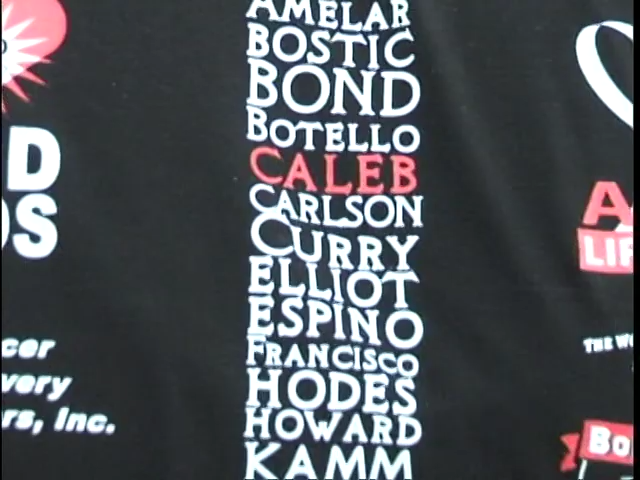 AMELAR
BOSTIC
BOND
BOTELLO
CALEB
CARLSON
CURRY
ELLIOT
ESPINO
FRANCISCO
HODES
HOWARD
KAMM
D
OS
cer
very
rs, Inc.
A
LIF
THE W
Bo